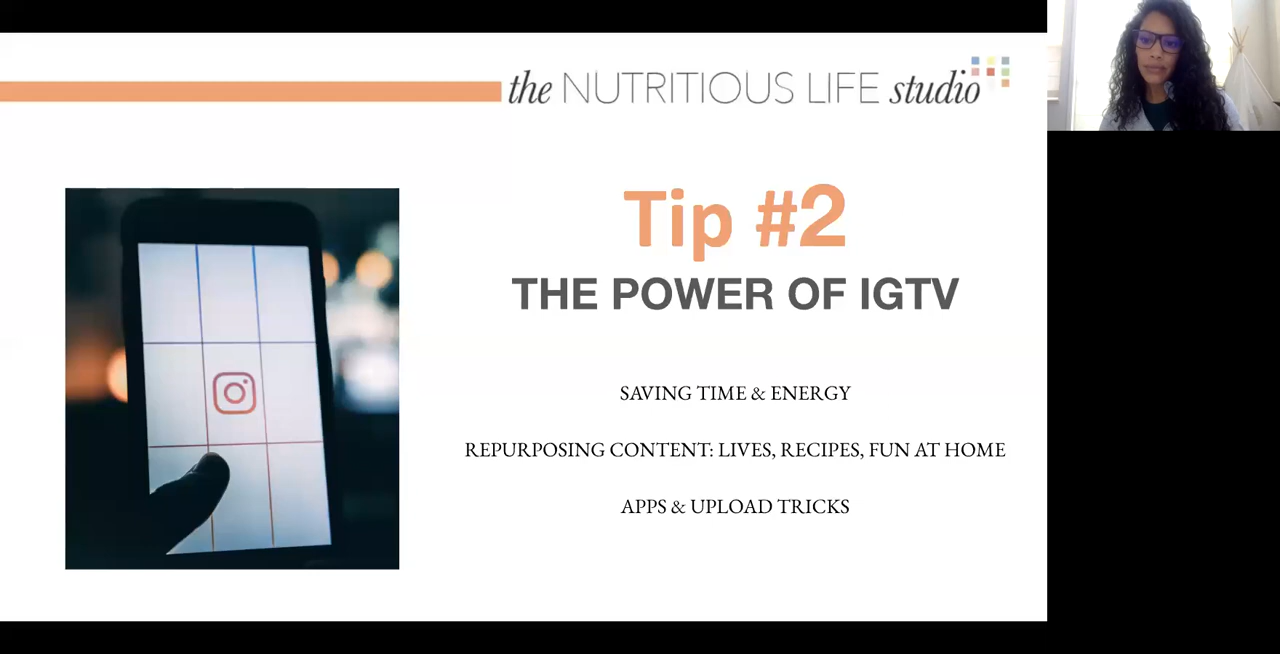 the NUTRITIOUS LIFE studio
Tip #2
THE POWER OF IGTV
SAVING TIME & ENERGY
REPURPOSING CONTENT: LIVES, RECIPES, FUN AT HOME
APPS & UPLOAD TRICKS